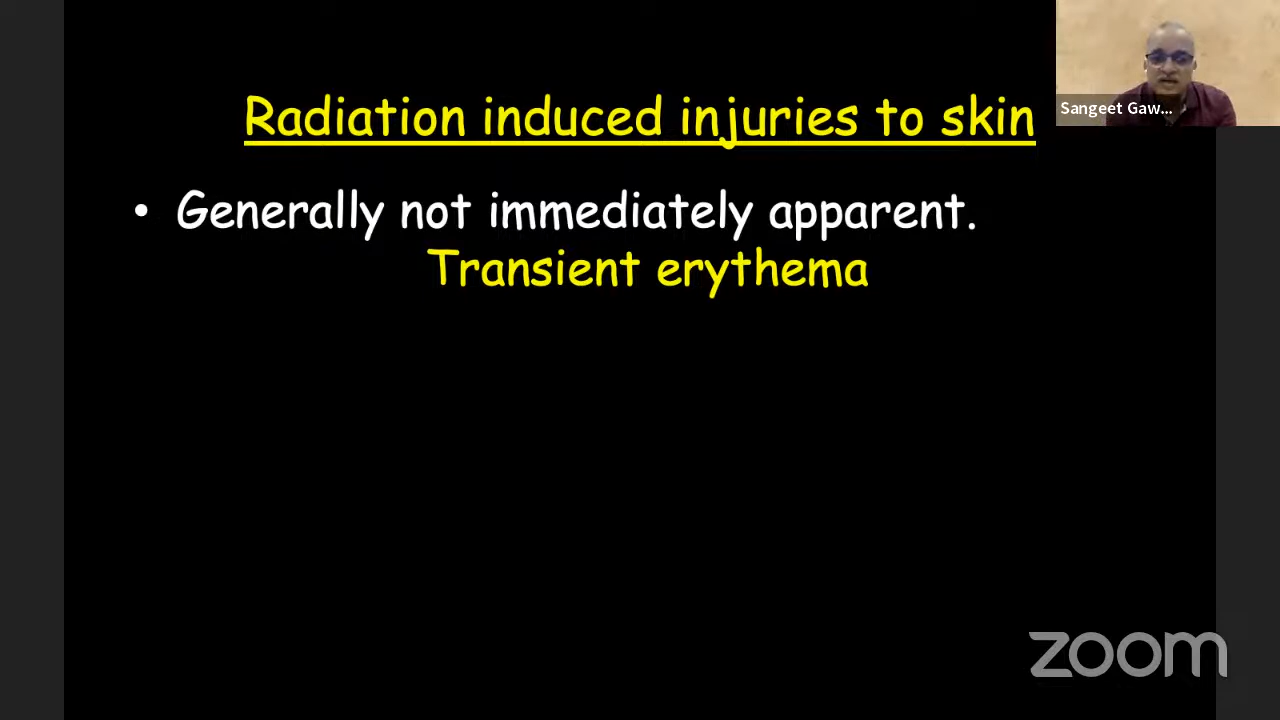 Radiation induced injuries to skin
Sangeet Gaw...
• Generally not immediately apparent.
Transient erythema
zoom